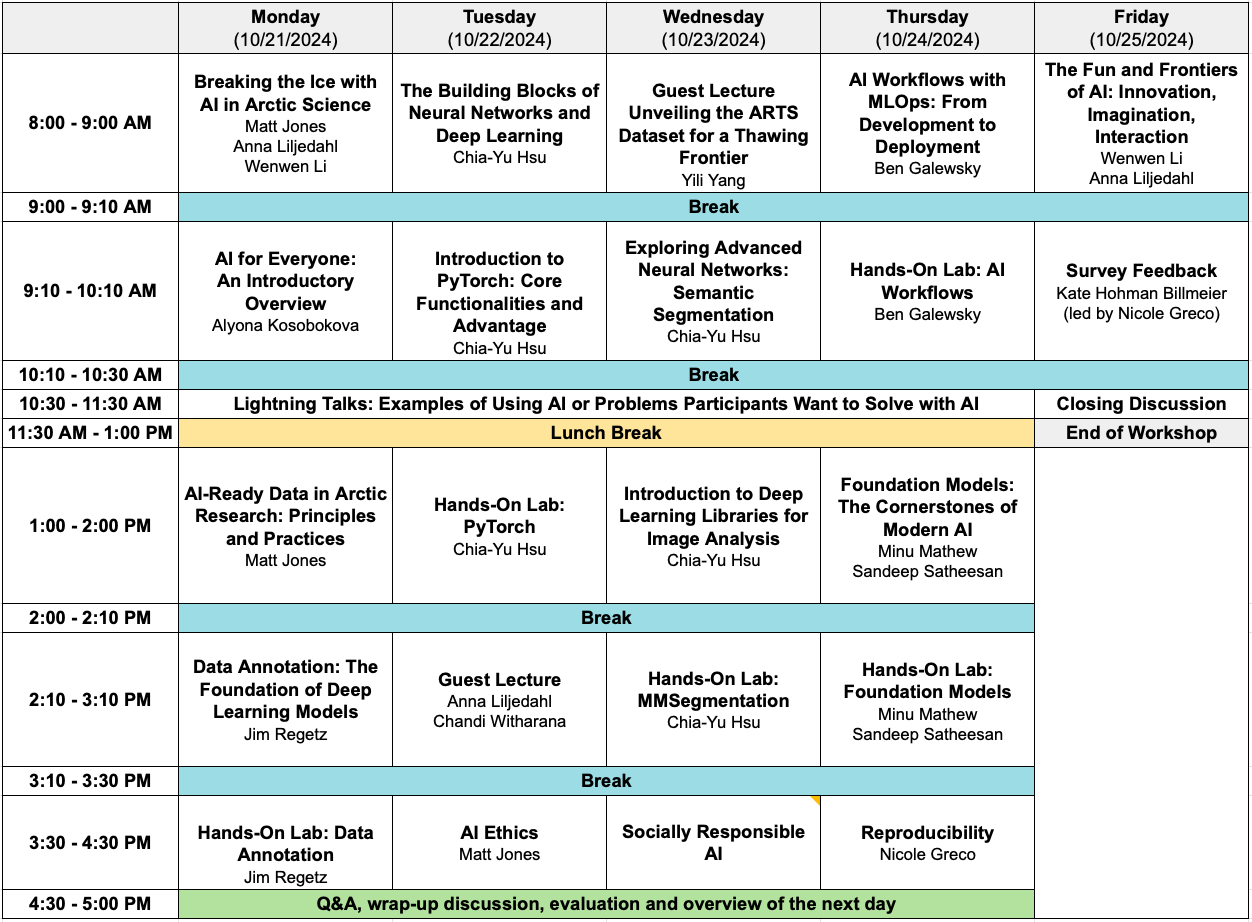 Monday
(10/21/2024)
Tuesday
(10/22/2024)
Wednesday
(10/23/2024)
Thursday
(10/24/2024)
Friday
(10/25/2024)
8:00 - 9:00 AM
Breaking the Ice with
AI in Arctic Science
Matt Jones
Anna Liljedahl
Wenwen Li
The Building Blocks of
Neural Networks and
Deep Learning
Chia-Yu Hsu
Guest Lecture
Unveiling the ARTS
Dataset for a Thawing
Frontier
Yili Yang
AI Workflows with
MLOps: From
Development to
Deployment
Ben Galewsky
The Fun and Frontiers
of AI: Innovation,
Imagination,
Interaction
Wenwen Li
Anna Liljedahl
9:00 - 9:10 AM
Break
9:10 - 10:10 AM
AI for Everyone:
An Introductory
Overview
Alyona Kosobokova
Introduction to
PyTorch: Core
Functionalities and
Advantage
Chia-Yu Hsu
Exploring Advanced
Neural Networks:
Semantic
Segmentation
Chia-Yu Hsu
Hands-On Lab: AI
Workflows
Ben Galewsky
Survey Feedback
Kate Hohman Billmeier
(led by Nicole Greco)
10:10 - 10:30 AM
Break
10:30 - 11:30 AM
Lightning Talks: Examples of Using AI or Problems Participants Want to Solve with AI
Closing Discussion
11:30 AM - 1:00 PM
Lunch Break
End of Workshop
1:00 - 2:00 PM
AI-Ready Data in Arctic
Research: Principles
and Practices
Matt Jones
Hands-On Lab:
PyTorch
Chia-Yu Hsu
Introduction to Deep
Learning Libraries for
Image Analysis
Chia-Yu Hsu
Foundation Models:
The Cornerstones of
Modern AI
Minu Mathew
Sandeep Satheesan
2:00 - 2:10 PM
Break
2:10 - 3:10 PM
Data Annotation: The
Foundation of Deep
Learning Models
Jim Regetz
Guest Lecture
Anna Liljedahl
Chandi Witharana
Hands-On Lab:
MMSegmentation
Chia-Yu Hsu
Hands-On Lab:
Foundation Models
Minu Mathew
Sandeep Satheesan
3:10 - 3:30 PM
Break
3:30 - 4:30 PM
Hands-On Lab: Data
Annotation
Jim Regetz
AI Ethics
Matt Jones
Socially Responsible
AI
Reproducibility
Nicole Greco
4:30 - 5:00 PM
Q&A, wrap-up discussion, evaluation and overview of the next day